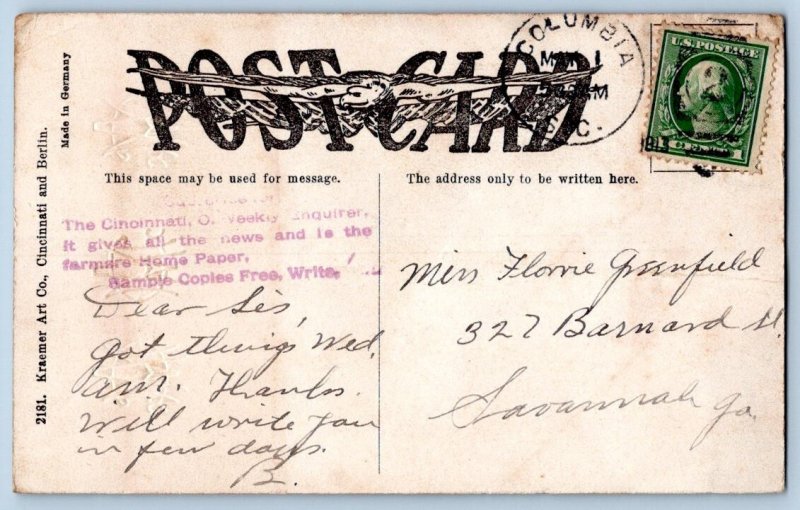 POST CARD
COLUMBIA
MAY 1
S. C.
1913
U.S. POSTAGE
Made in Germany
2181. Kraemer Art Co., Cincinnati and Berlin.
This space may be used for message.
The Cincinnati, O. Weekly Enquirer,
it gives all the news and is the
farmers Home Paper,
Sample Copies Free, Write,
Dear Sis,
Got things Wed.
a.m. Thanks.
Will write you
in few days.
B.
The address only to be written here.
Miss Florrie Greenfield
327 Barnard St.
Savannah Ga.